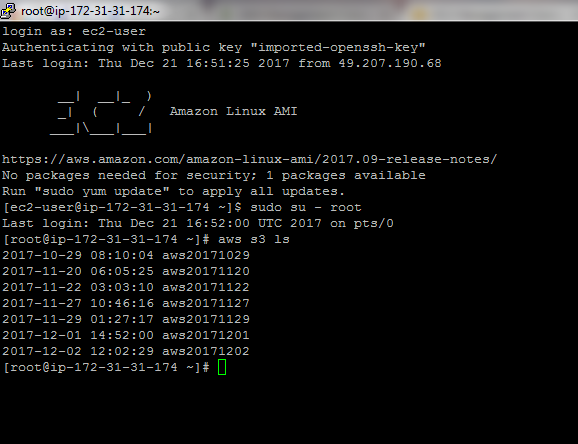 root@ip-172-31-31-174:~
login as: ec2-user
Authenticating with public key "imported-openssh-key"
Last login: Thu Dec 21 16:51:25 2017 from 49.207.190.68
       __|  __|_  )
       _|  (     /   Amazon Linux AMI
      ___|\___|___|
https://aws.amazon.com/amazon-linux-ami/2017.09-release-notes/
No packages needed for security; 1 packages available
Run "sudo yum update" to apply all updates.
[ec2-user@ip-172-31-31-174 ~]$ sudo su - root
Last login: Thu Dec 21 16:52:00 UTC 2017 on pts/0
[root@ip-172-31-31-174 ~]# aws s3 ls
2017-10-29 08:10:04 aws20171029
2017-11-20 06:05:25 aws20171120
2017-11-22 03:03:10 aws20171122
2017-11-27 10:46:16 aws20171127
2017-11-29 01:27:17 aws20171129
2017-12-01 14:52:00 aws20171201
2017-12-02 12:02:29 aws20171202
[root@ip-172-31-31-174 ~]#